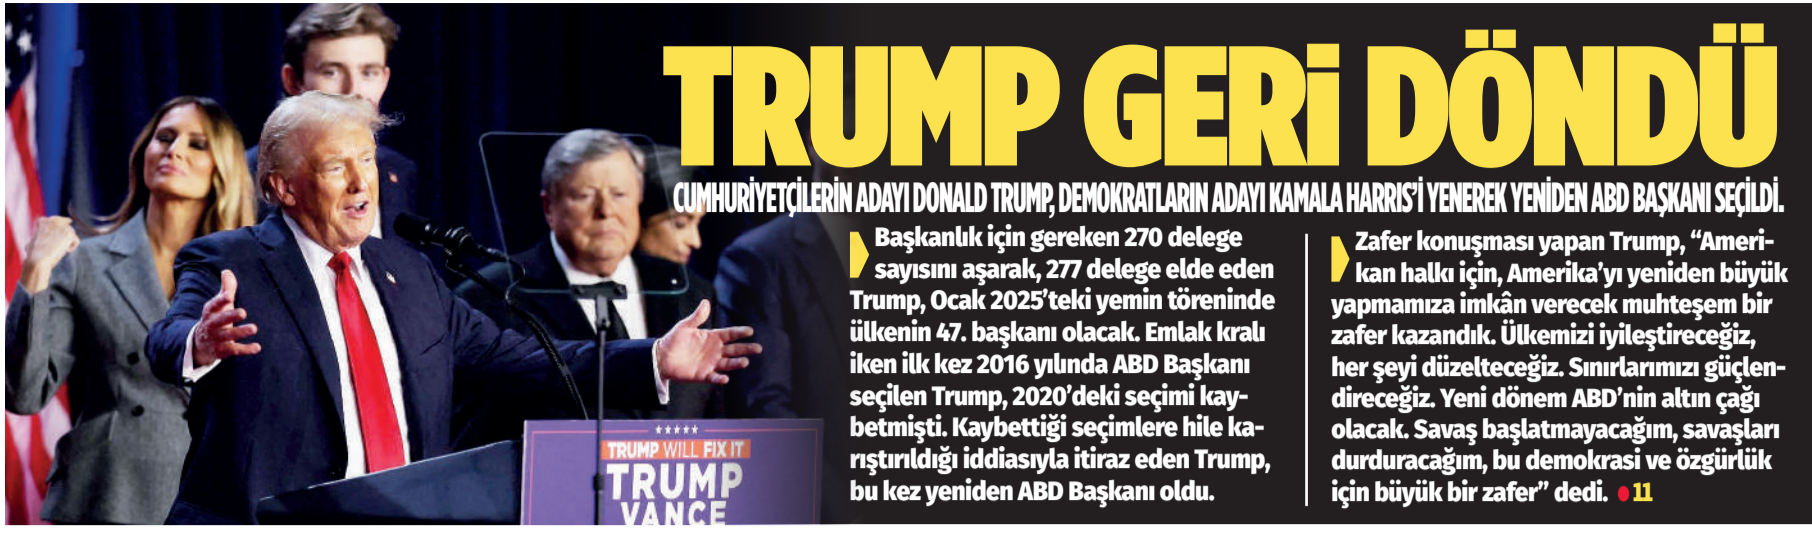 TRUMP GERİ DÖNDÜ
CUMHURİYETÇİLERİN ADAYI DONALD TRUMP, DEMOKRATLARIN ADAYI KAMALA HARRIS'İ YENEREK YENİDEN ABD BAŞKANI SEÇİLDİ.
Başkanlık için gereken 270 delege
sayısını aşarak, 277 delege elde eden
Trump, Ocak 2025'teki yemin töreninde
ülkenin 47. başkanı olacak. Emlak kralı
iken ilk kez 2016 yılında ABD Başkanı
seçilen Trump, 2020'deki seçimi kay-
betmişti. Kaybettiği seçimlere hile ka-
rıştırıldığı iddiasıyla itiraz eden Trump,
bu kez yeniden ABD Başkanı oldu.
Zafer konuşması yapan Trump, “Ameri-
kan halkı için, Amerika'yı yeniden büyük
yapmamıza imkân verecek muhteşem bir
zafer kazandık. Ülkemizi iyileştireceğiz,
her şeyi düzelteceğiz. Sınırlarımızı güçlen-
direceğiz. Yeni dönem ABD'nin altın çağı
olacak. Savaş başlatmayacağım, savaşları
durduracağım, bu demokrasi ve özgürlük
için büyük bir zafer” dedi. ●11
TRUMP WILL FIX IT
TRUMP
VANCE